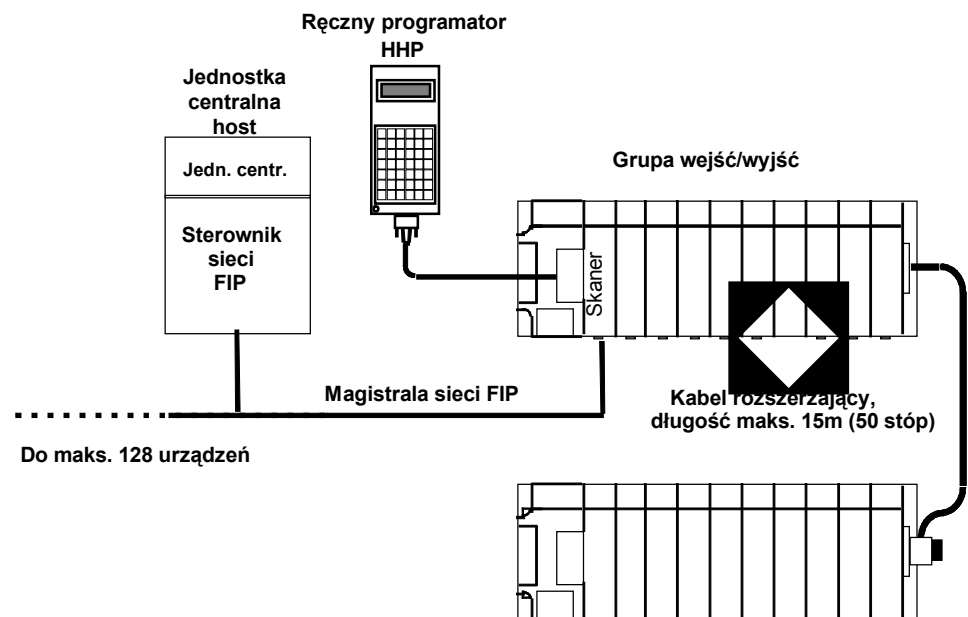 Ręczny programator
HHP
Jednostka
centralna
host
Jedn. centr.
Sterownik
sieci
FIP
Grupa wejść/wyjść
Skaner
Magistrala sieci FIP
Kabel rozszerzający,
długość maks. 15m (50 stóp)
Do maks. 128 urządzeń